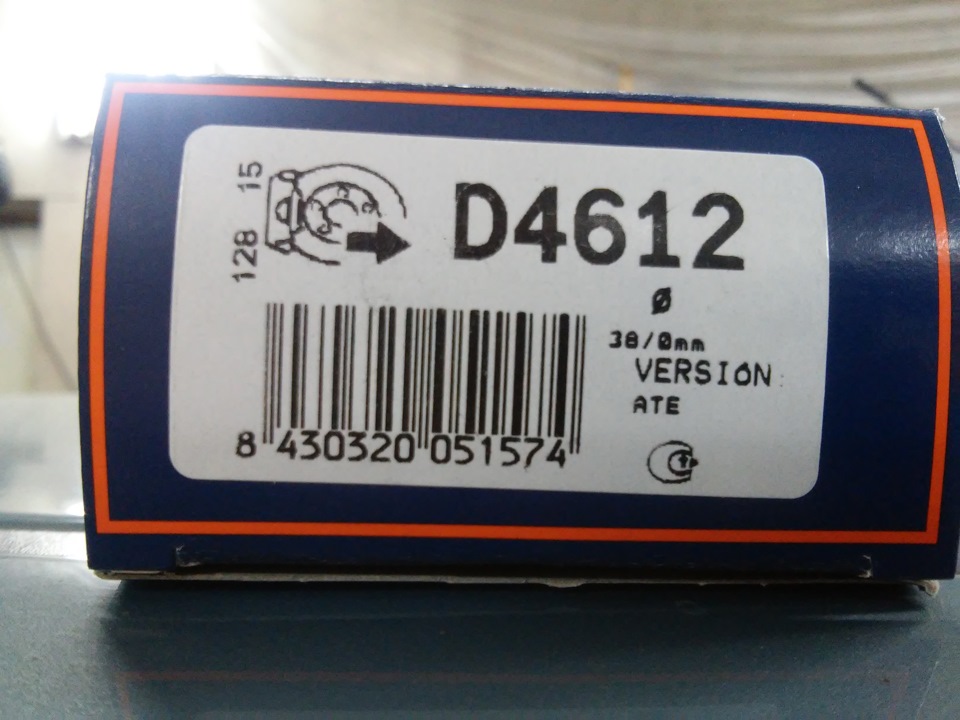 128 15
D4612
Ø
38/0mm
VERSION:
ATE
8 430320 051574